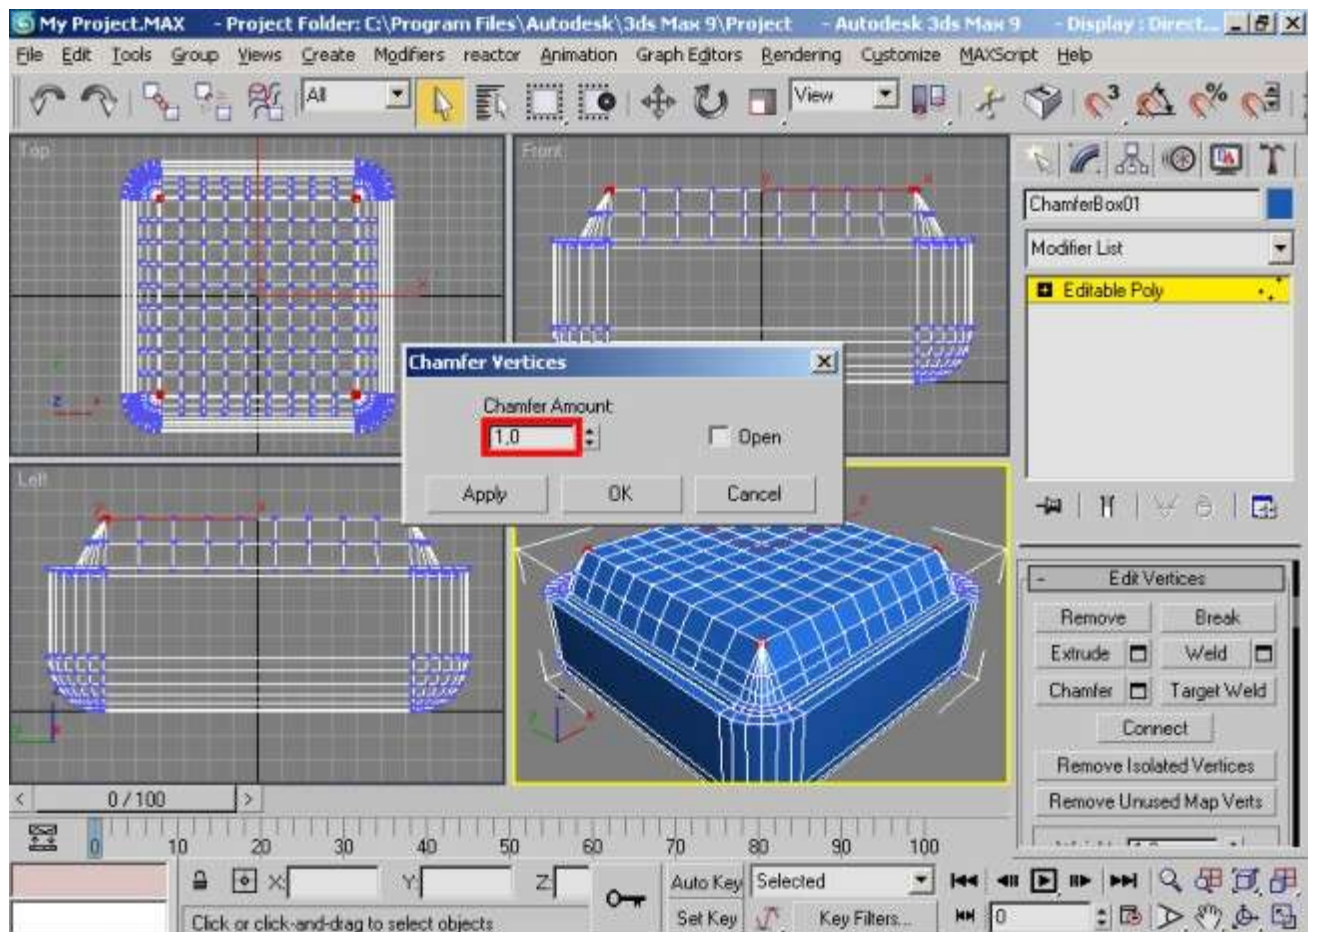 My Project.MAX - Project Folder: C:\Program Files\Autodesk\3ds Max 9\Project - Autodesk 3ds Max 9 - Display : Direct...
File Edit Tools Group Views Create Modifiers reactor Animation Graph Editors Rendering Customize MAXScript Help
All View
Top
Front
ChamferBox01
Modifier List
Editable Poly
Chamfer Vertices
Chamfer Amount:
1,0
Open
Apply OK Cancel
Left
- Edit Vertices
Remove Break
Extrude Weld
Chamfer Target Weld
Connect
Remove Isolated Vertices
Remove Unused Map Verts
< 0 / 100 >
0 10 20 30 40 50 60 70 80 90 100
X: Y: Z: Auto Key Selected
Click or click-and-drag to select objects Set Key Key Filters... 0